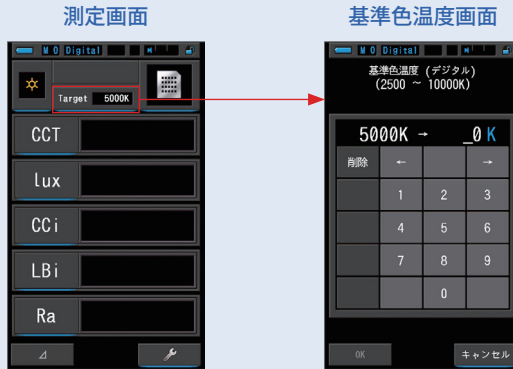 測定画面
M 0 Digital
Target 5000K
CCT
lux
CCi
LBi
Ra
基準色温度画面
M 0 Digital
基準色温度 (デジタル)
(2500 ~ 10000K)
5000K → _0 K
削除 ← →
1 2 3
4 5 6
7 8 9
0
OK キャンセル